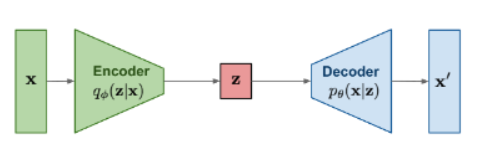 x
Encoder
qϕ(z|x)
z
Decoder
pθ(x|z)
x′